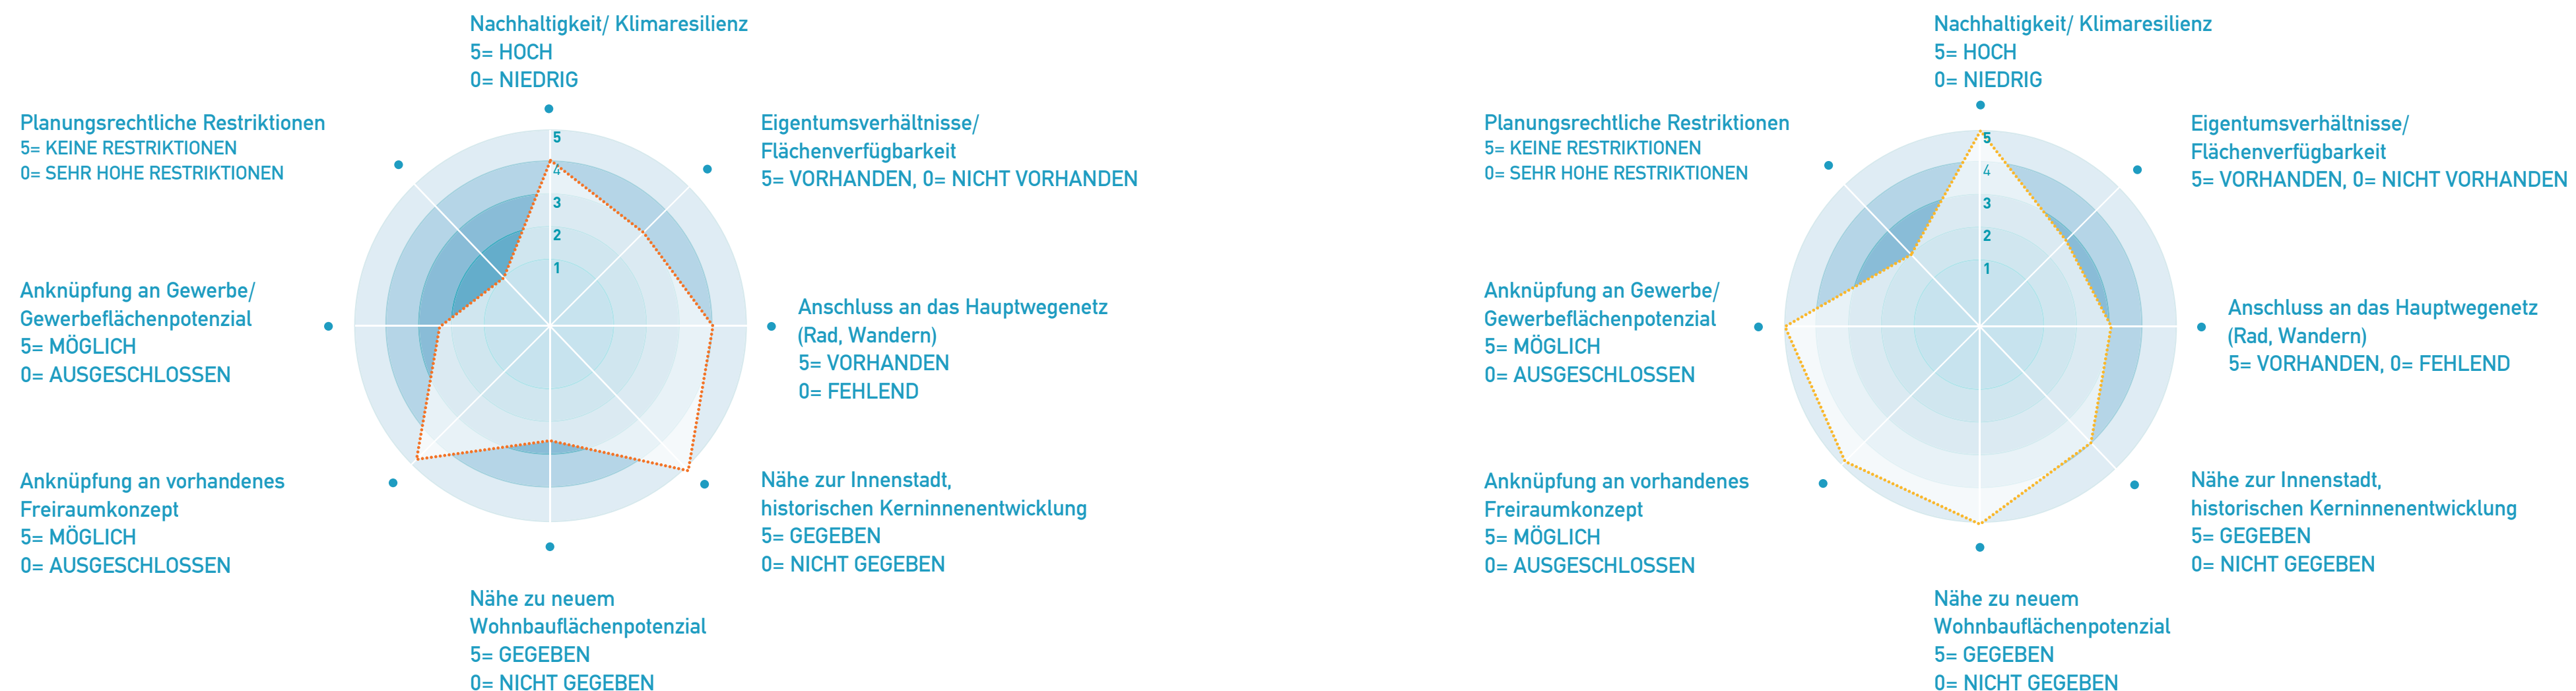 Nachhaltigkeit/ Klimaresilienz
5= HOCH
0= NIEDRIG
Planungsrechtliche Restriktionen
5= KEINE RESTRIKTIONEN
0= SEHR HOHE RESTRIKTIONEN
Eigentumsverhältnisse/
Flächenverfügbarkeit
5= VORHANDEN, 0= NICHT VORHANDEN
5
4
3
2
1
Anknüpfung an Gewerbe/
Gewerbeflächenpotenzial
5= MÖGLICH
0= AUSGESCHLOSSEN
Anschluss an das Hauptwegenetz
(Rad, Wandern)
5= VORHANDEN
0= FEHLEND
Anknüpfung an vorhandenes
Freiraumkonzept
5= MÖGLICH
0= AUSGESCHLOSSEN
Nähe zur Innenstadt,
historischen Kerninnenentwicklung
5= GEGEBEN
0= NICHT GEGEBEN
Nähe zu neuem
Wohnbauflächenpotenzial
5= GEGEBEN
0= NICHT GEGEBEN
Nachhaltigkeit/ Klimaresilienz
5= HOCH
0= NIEDRIG
Planungsrechtliche Restriktionen
5= KEINE RESTRIKTIONEN
0= SEHR HOHE RESTRIKTIONEN
Eigentumsverhältnisse/
Flächenverfügbarkeit
5= VORHANDEN, 0= NICHT VORHANDEN
5
4
3
2
1
Anknüpfung an Gewerbe/
Gewerbeflächenpotenzial
5= MÖGLICH
0= AUSGESCHLOSSEN
Anschluss an das Hauptwegenetz
(Rad, Wandern)
5= VORHANDEN, 0= FEHLEND
Anknüpfung an vorhandenes
Freiraumkonzept
5= MÖGLICH
0= AUSGESCHLOSSEN
Nähe zur Innenstadt,
historischen Kerninnenentwicklung
5= GEGEBEN
0= NICHT GEGEBEN
Nähe zu neuem
Wohnbauflächenpotenzial
5= GEGEBEN
0= NICHT GEGEBEN